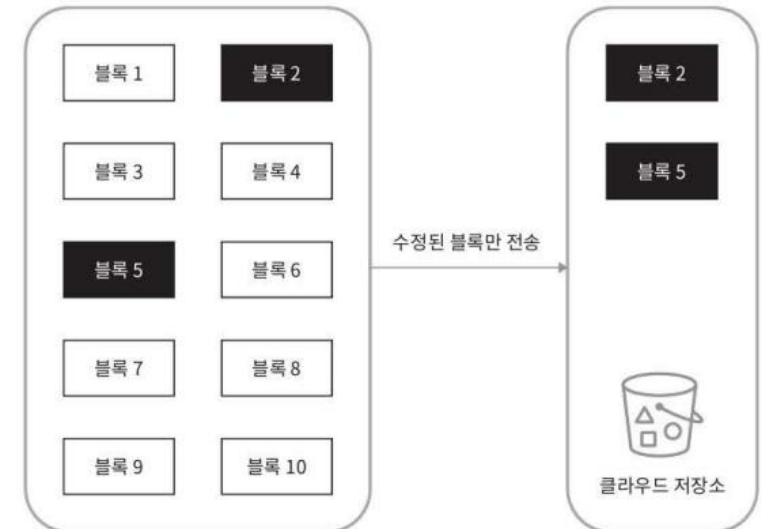 블록 1
블록 2
블록 3
블록 4
블록 5
블록 6
블록 7
블록 8
블록 9
블록 10
수정된 블록만 전송
블록 2
블록 5
클라우드 저장소